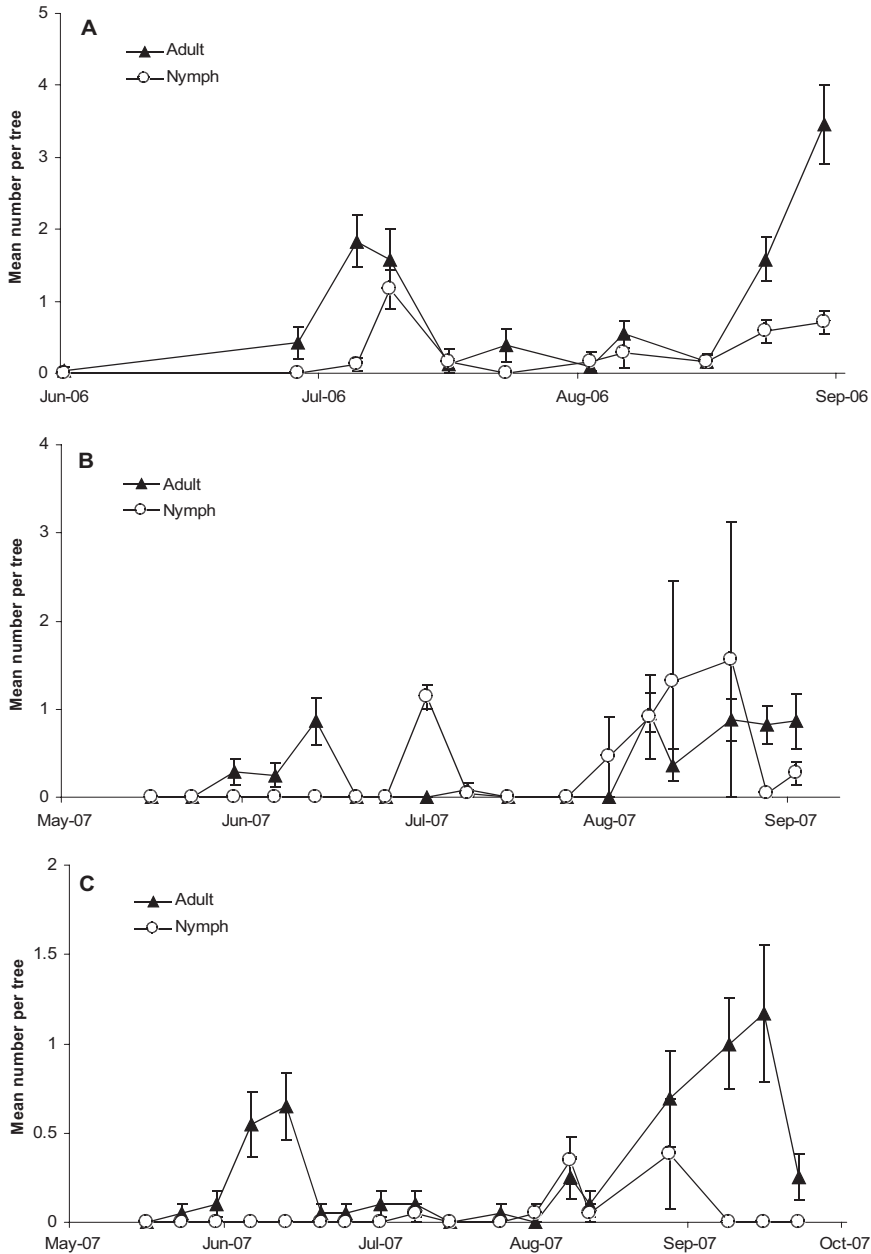 A
Adult
Nymph
Mean number per tree
5
4
3
2
1
0
Jun-06 Jul-06 Aug-06 Sep-06
B
Adult
Nymph
Mean number per tree
4
3
2
1
0
May-07 Jun-07 Jul-07 Aug-07 Sep-07
C
Adult
Nymph
Mean number per tree
2
1.5
1
0.5
0
May-07 Jun-07 Jul-07 Aug-07 Sep-07 Oct-07